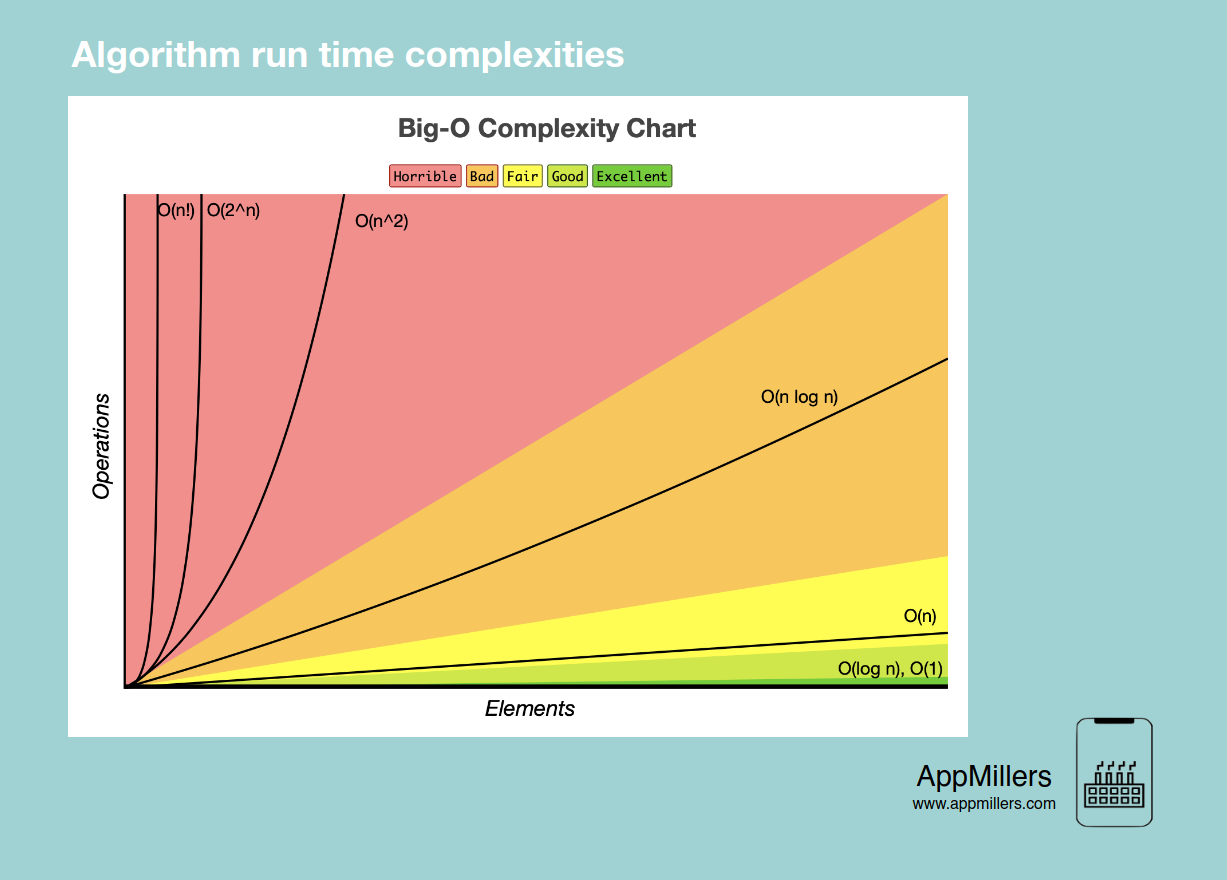 Algorithm run time complexities
Big-O Complexity Chart
Horrible Bad Fair Good Excellent
O(n!) O(2^n)
O(n^2)
O(n log n)
Operations
O(n)
O(log n), O(1)
Elements
AppMillers
www.appmillers.com